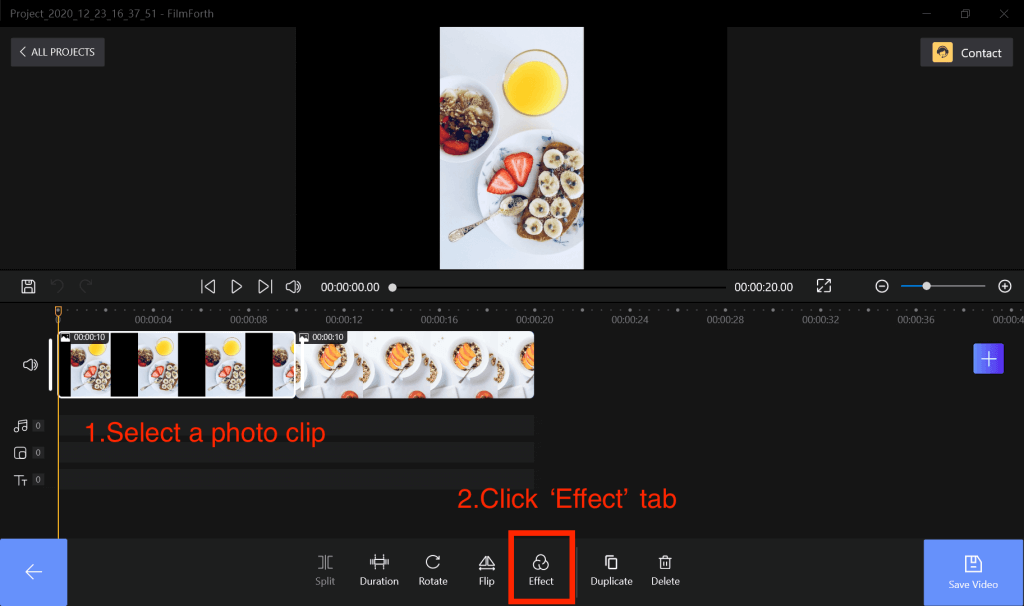 Project_2020_12_23_16_37_51 - FilmForth
ALL PROJECTS
Contact
00:00:00.00
00:00:20.00
0 00:00:04 00:00:08 00:00:12 00:00:16 00:00:20 00:00:24 00:00:28 00:00:32 00:00:36 00:00:4
00:00:10
00:00:10
0
1.Select a photo clip
0
TT 0
2.Click ‘Effect’ tab
Split Duration Rotate Flip Effect Duplicate Delete
Save Video